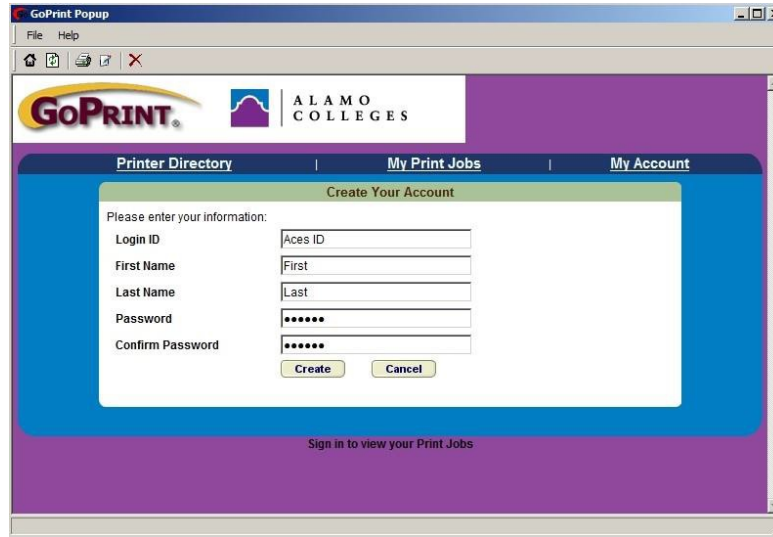 GoPrint Popup
File Help
GOPRINT®
ALAMO
COLLEGES
Printer Directory | My Print Jobs | My Account
Create Your Account
Please enter your information:
Login ID Aces ID
First Name First
Last Name Last
Password ●●●●●●
Confirm Password ●●●●●●
Create Cancel
Sign in to view your Print Jobs